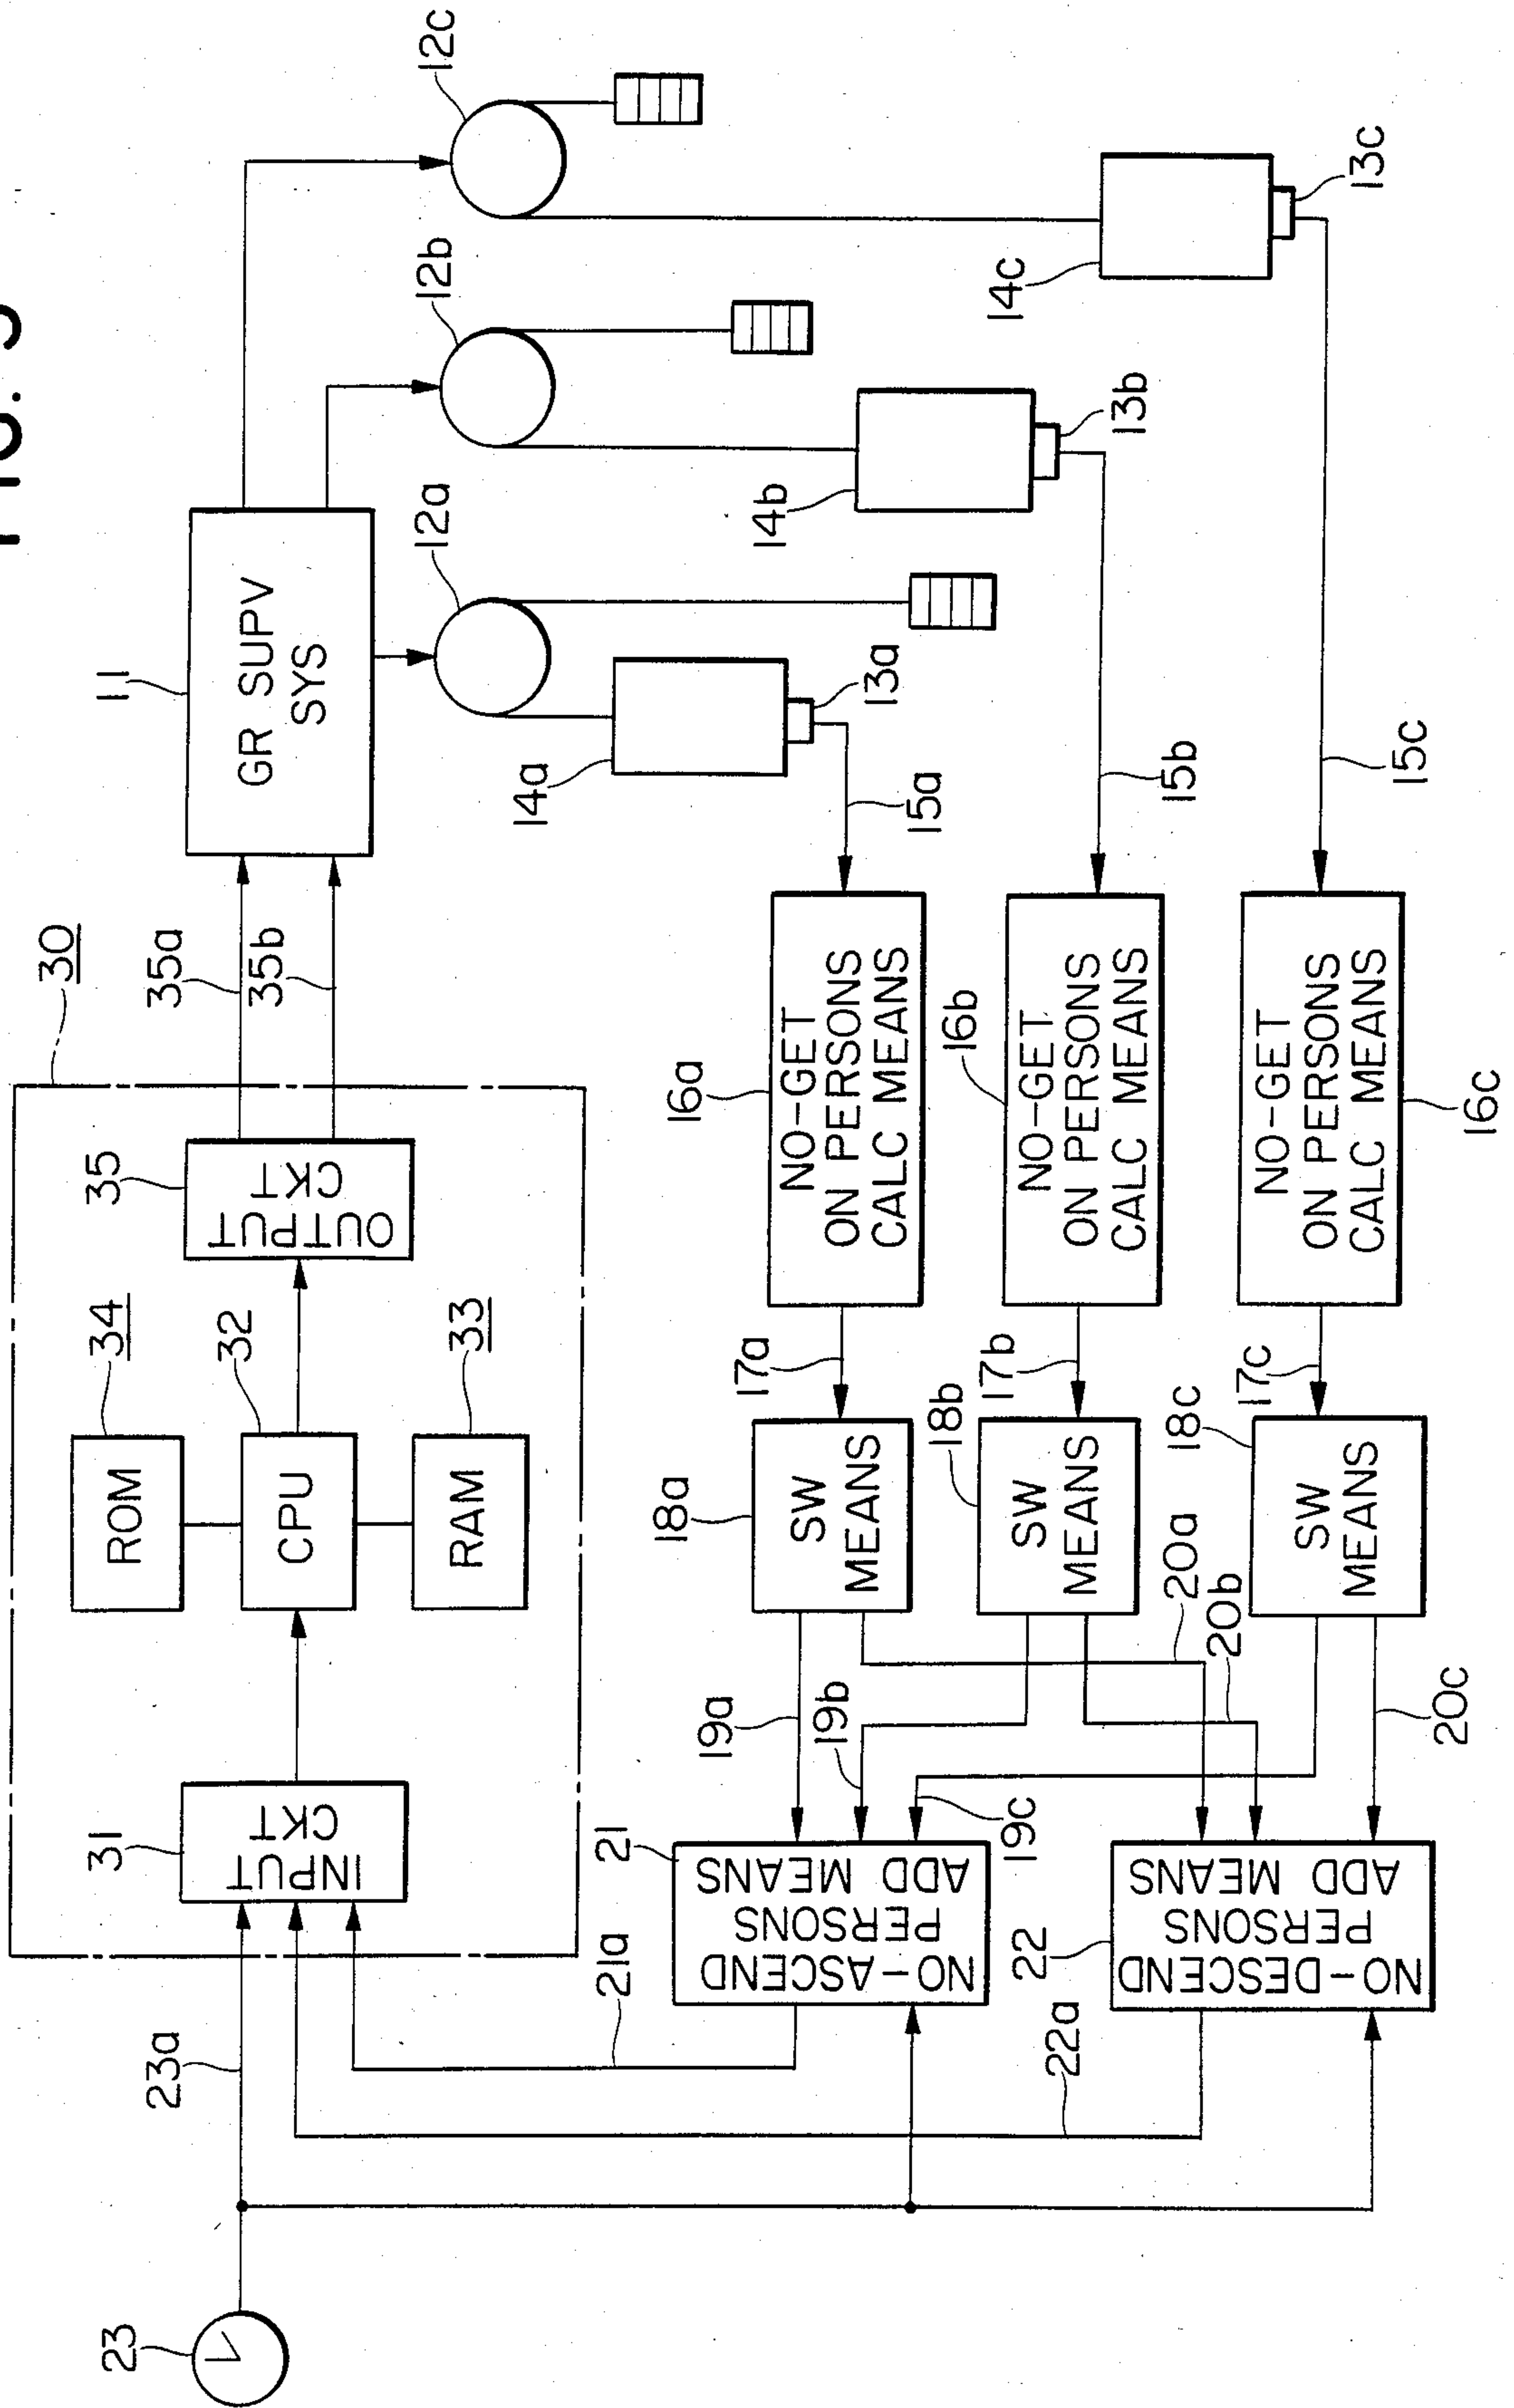 FIG. 3
23
23a
30
31
INPUT
CKT
34
ROM
32
CPU
33
RAM
35
OUTPUT
CKT
35a
35b
11
GR SUPV
SYS
12a
12b
12c
14a
13a
14b
13b
14c
13c
15a
15b
15c
16a
NO-GET
ON PERSONS
CALC MEANS
16b
NO-GET
ON PERSONS
CALC MEANS
16c
NO-GET
ON PERSONS
CALC MEANS
17a
17b
17c
18a
SW
MEANS
18b
SW
MEANS
18c
SW
MEANS
19a
19b
19c
20a
20b
20c
21
NO-ASCEND
PERSONS
ADD MEANS
21a
22
NO-DESCEND
PERSONS
ADD MEANS
22a